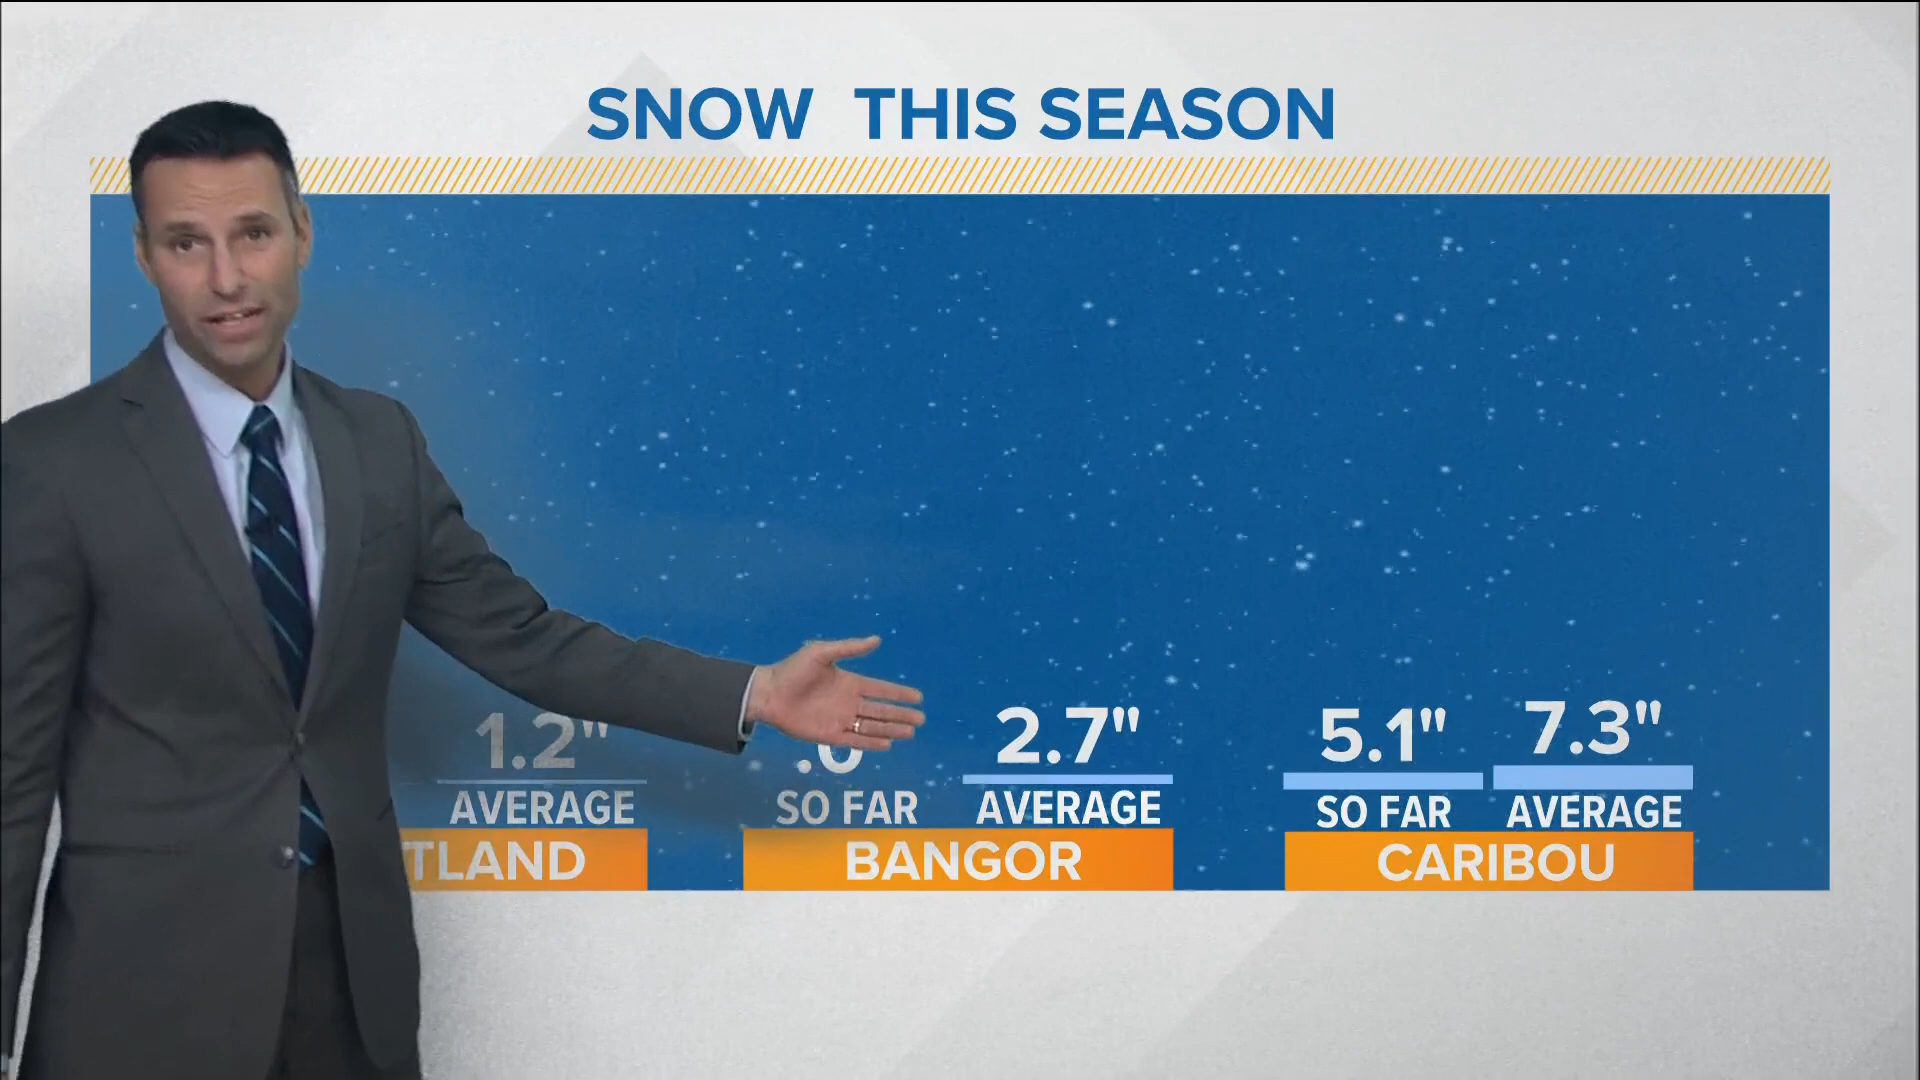 SNOW THIS SEASON
1.2" 2.7" 5.1" 7.3"
AVERAGE SO FAR AVERAGE SO FAR AVERAGE
TLAND BANGOR CARIBOU